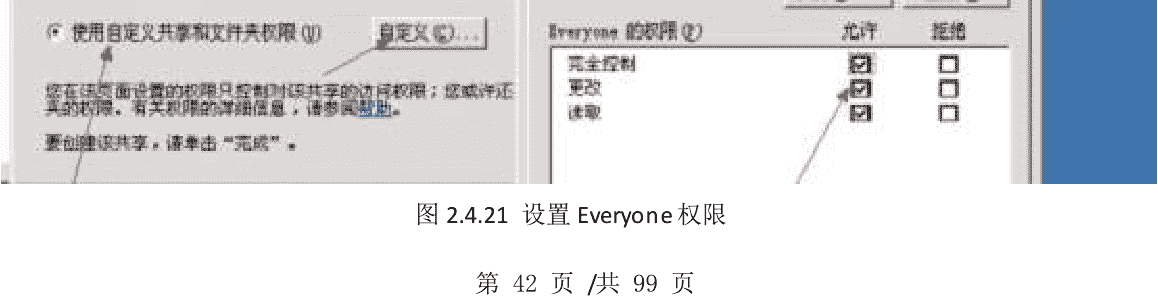 使用自定义共享和文件夹权限(U)
自定义(C)...
您在该页面设置的权限只控制对该共享的访问权限；您或许还
夹的权限。有关权限的详细信息，请参阅帮助。
要创建该共享，请单击“完成”。
Everyone 的权限(P) 允许 拒绝
完全控制
更改
读取
图 2.4.21 设置 Everyone 权限
第 42 页 /共 99 页